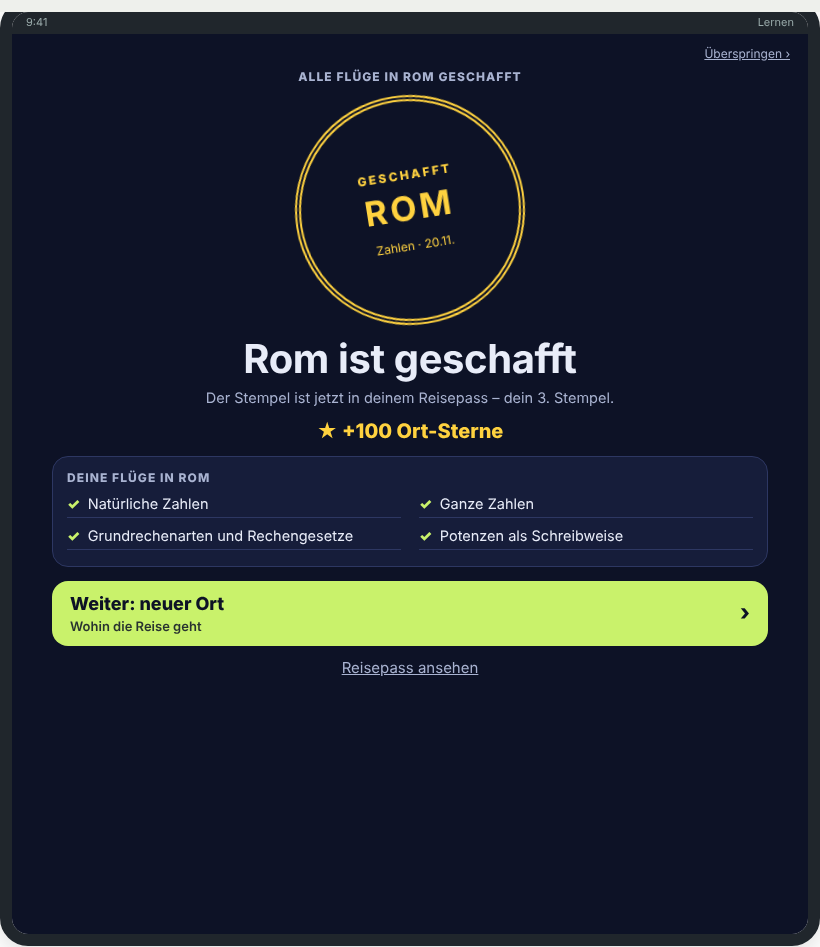 9:41
Lernen
Überspringen ›
ALLE FLÜGE IN ROM GESCHAFFT
GESCHAFFT
ROM
Zahlen · 20.11.
Rom ist geschafft
Der Stempel ist jetzt in deinem Reisepass – dein 3. Stempel.
★ +100 Ort-Sterne
DEINE FLÜGE IN ROM
✓ Natürliche Zahlen
✓ Ganze Zahlen
✓ Grundrechenarten und Rechengesetze
✓ Potenzen als Schreibweise
Weiter: neuer Ort ›
Wohin die Reise geht
Reisepass ansehen